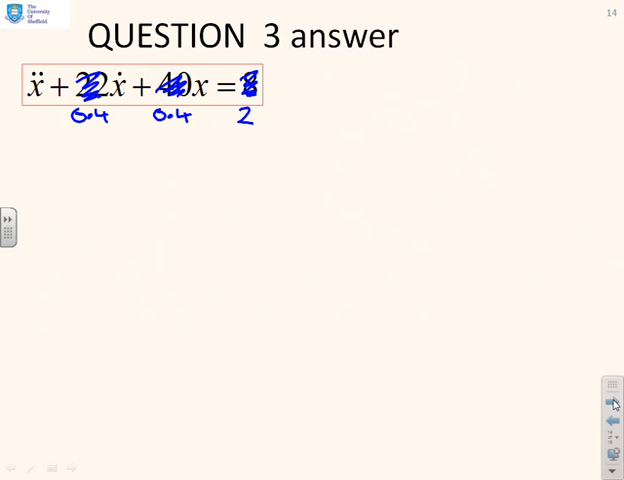 The
University
Of
Sheffield.
14
QUESTION 3 answer
ẍ + 22ẋ + 40x = 8
0.4 0.4 2